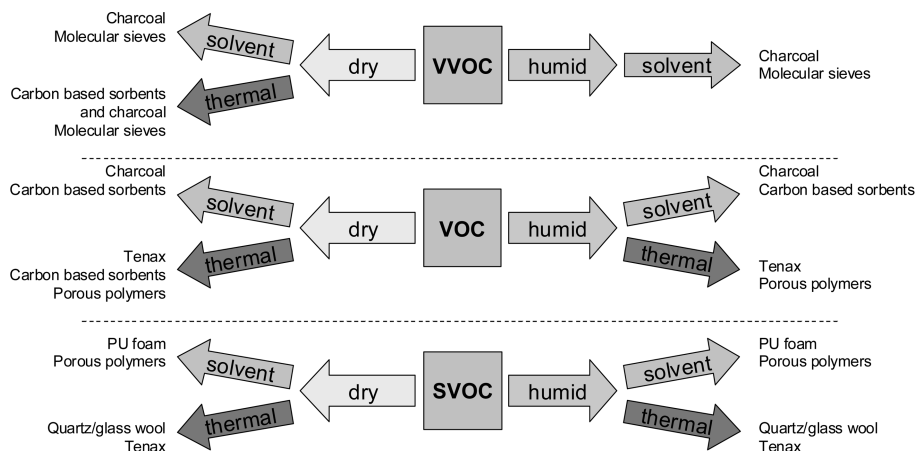 Charcoal
Molecular sieves
solvent
Carbon based sorbents
and charcoal
Molecular sieves
thermal
dry
VVOC
humid
solvent
Charcoal
Molecular sieves
Charcoal
Carbon based sorbents
solvent
Tenax
Carbon based sorbents
Porous polymers
thermal
dry
VOC
humid
solvent
Charcoal
Carbon based sorbents
thermal
Tenax
Porous polymers
PU foam
Porous polymers
solvent
Quartz/glass wool
Tenax
thermal
dry
SVOC
humid
solvent
PU foam
Porous polymers
thermal
Quartz/glass wool
Tenax